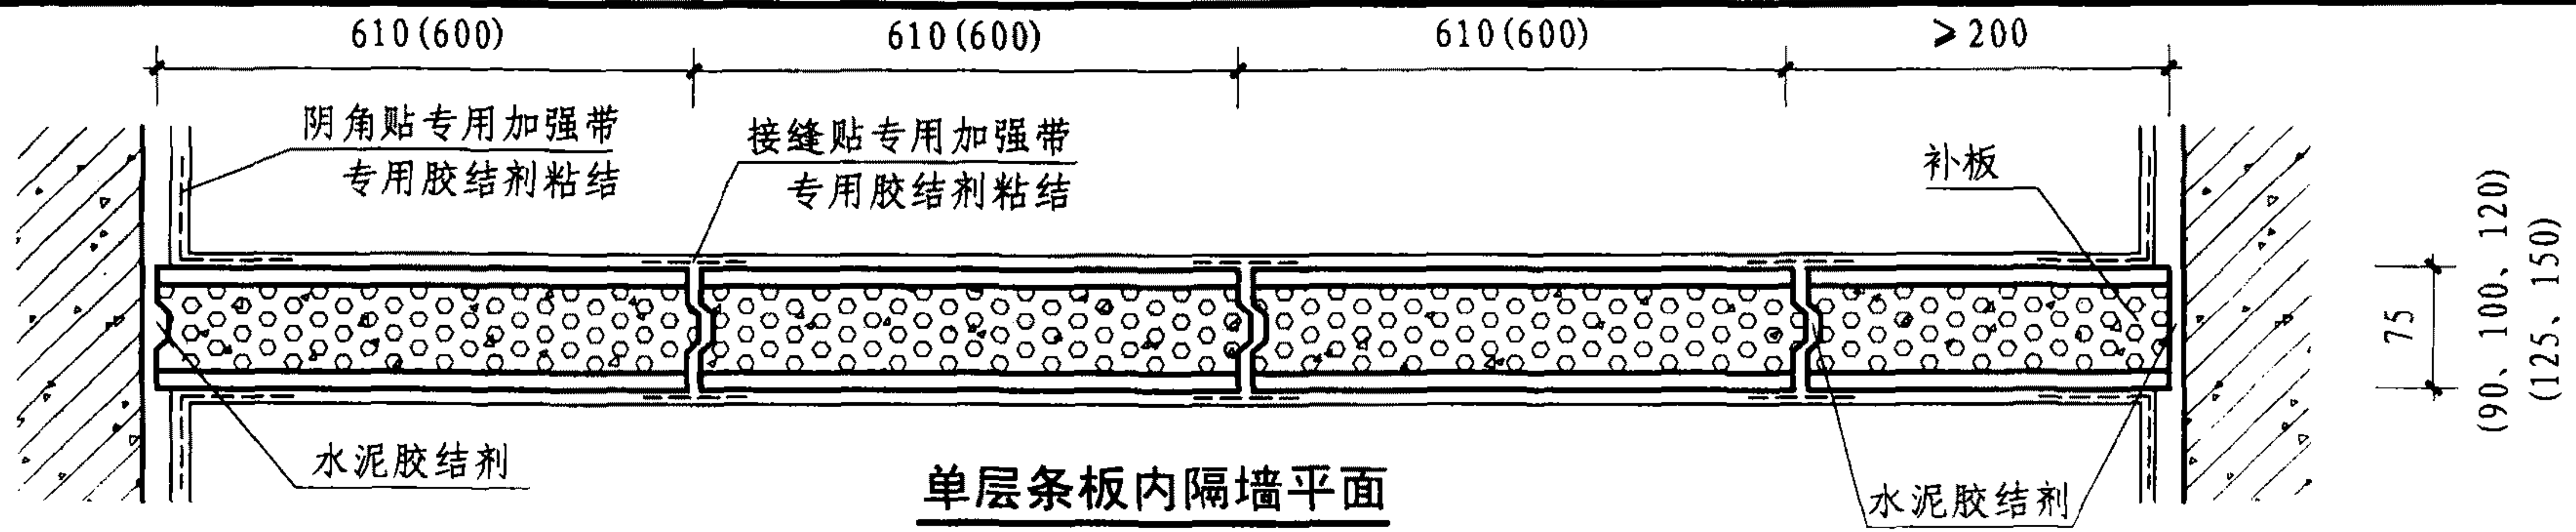 610(600)
610(600)
610(600)
≥200
阴角贴专用加强带
专用胶结剂粘结
接缝贴专用加强带
专用胶结剂粘结
补板
75
(90、100、120)
(125、150)
水泥胶结剂
单层条板内隔墙平面
水泥胶结剂